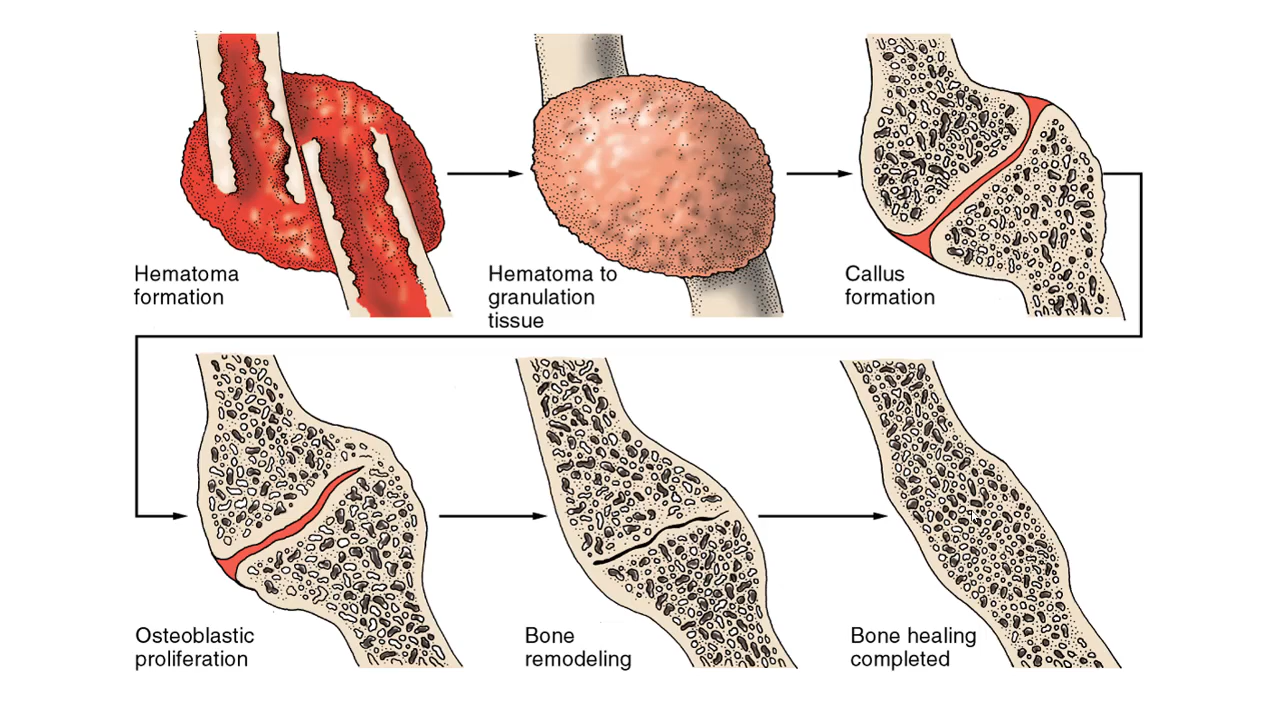 Hematoma
formation
Hematoma to
granulation
tissue
Callus
formation
Osteoblastic
proliferation
Bone
remodeling
Bone healing
completed